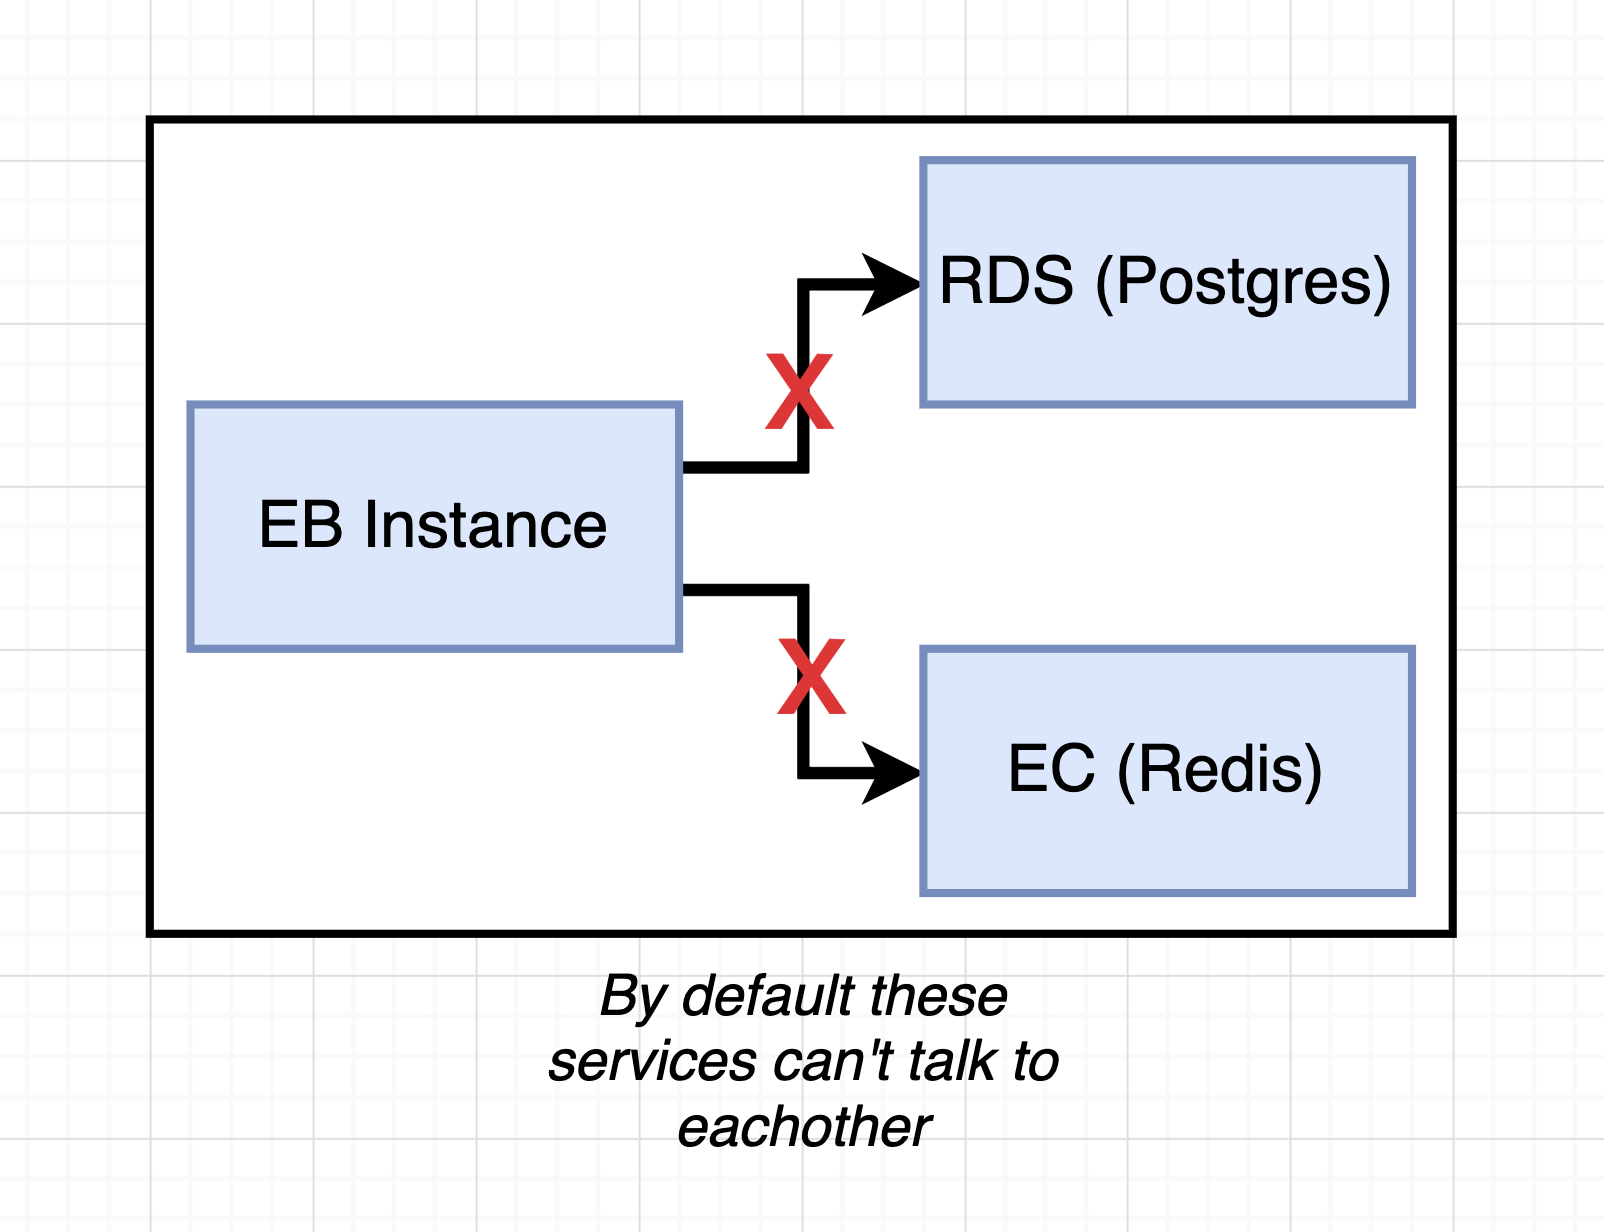 RDS (Postgres)
X
EB Instance
X
EC (Redis)
By default these
services can't talk to
eachother